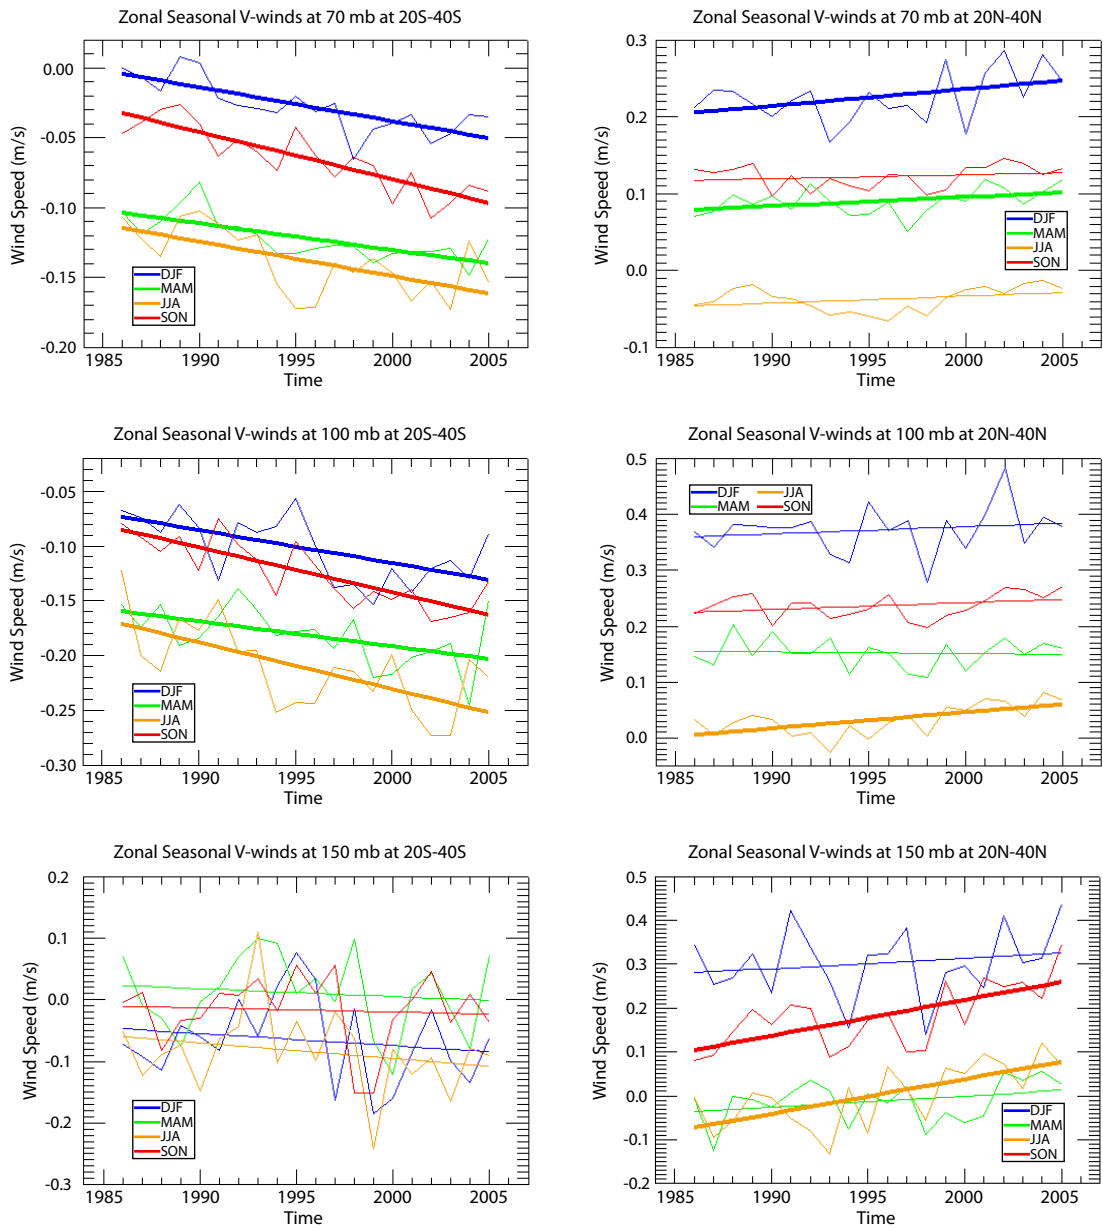 Zonal Seasonal V-winds at 70 mb at 20S-40S
0.00
-0.05
-0.10
-0.15
-0.20
Wind Speed (m/s)
DJF
MAM
JJA
SON
1985 1990 1995 2000 2005
Time
Zonal Seasonal V-winds at 70 mb at 20N-40N
0.3
0.2
0.1
0.0
-0.1
Wind Speed (m/s)
DJF
MAM
JJA
SON
1985 1990 1995 2000 2005
Time
Zonal Seasonal V-winds at 100 mb at 20S-40S
-0.05
-0.10
-0.15
-0.20
-0.25
-0.30
Wind Speed (m/s)
DJF
MAM
JJA
SON
1985 1990 1995 2000 2005
Time
Zonal Seasonal V-winds at 100 mb at 20N-40N
0.5
0.4
0.3
0.2
0.1
0.0
Wind Speed (m/s)
DJF JJA
MAM SON
1985 1990 1995 2000 2005
Time
Zonal Seasonal V-winds at 150 mb at 20S-40S
0.2
0.1
0.0
-0.1
-0.2
-0.3
Wind Speed (m/s)
DJF
MAM
JJA
SON
1985 1990 1995 2000 2005
Time
Zonal Seasonal V-winds at 150 mb at 20N-40N
0.5
0.4
0.3
0.2
0.1
0.0
-0.1
-0.2
Wind Speed (m/s)
DJF
MAM
JJA
SON
1985 1990 1995 2000 2005
Time